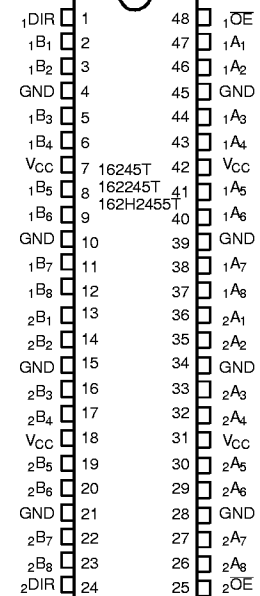 1DIR 1 48 1OE
1B1 2 47 1A1
1B2 3 46 1A2
GND 4 45 GND
1B3 5 44 1A3
1B4 6 43 1A4
VCC 7 16245T 42 VCC
1B5 8 162245T 41 1A5
1B6 9 162H2455T 40 1A6
GND 10 39 GND
1B7 11 38 1A7
1B8 12 37 1A8
2B1 13 36 2A1
2B2 14 35 2A2
GND 15 34 GND
2B3 16 33 2A3
2B4 17 32 2A4
VCC 18 31 VCC
2B5 19 30 2A5
2B6 20 29 2A6
GND 21 28 GND
2B7 22 27 2A7
2B8 23 26 2A8
2DIR 24 25 2OE